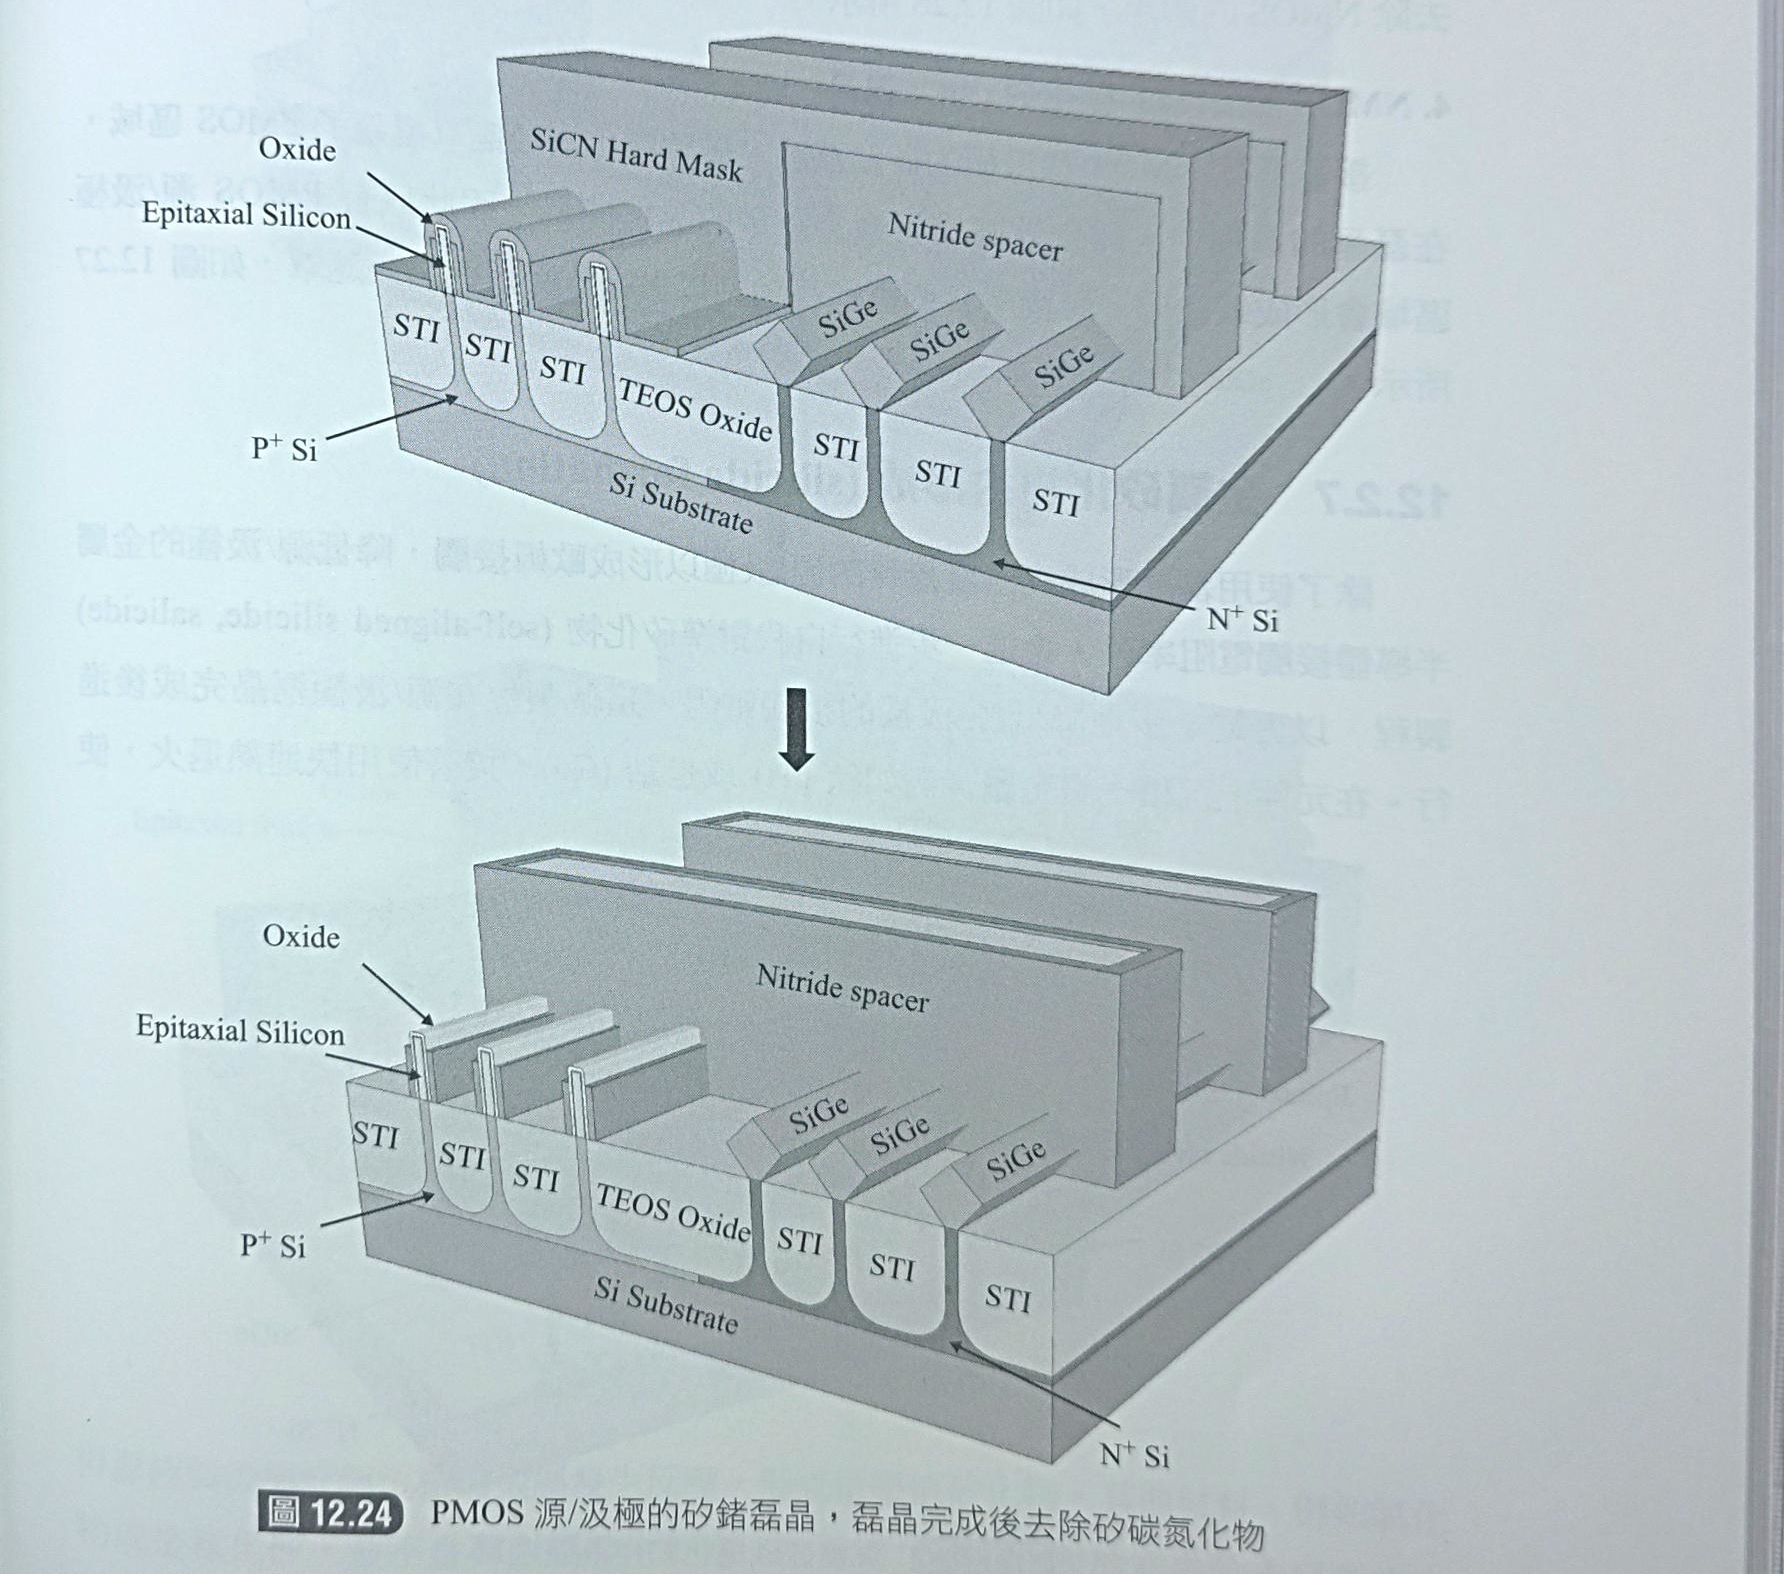 SiCN Hard Mask
Oxide
Epitaxial Silicon
Nitride spacer
SiGe
SiGe
SiGe
STI
STI
STI
TEOS Oxide
STI
STI
STI
P⁺ Si
Si Substrate
N⁺ Si
Oxide
Nitride spacer
Epitaxial Silicon
SiGe
SiGe
SiGe
STI
STI
STI
TEOS Oxide
STI
STI
STI
P⁺ Si
Si Substrate
N⁺ Si
圖 12.24 PMOS 源/汲極的矽鍺磊晶，磊晶完成後去除矽碳氮化物